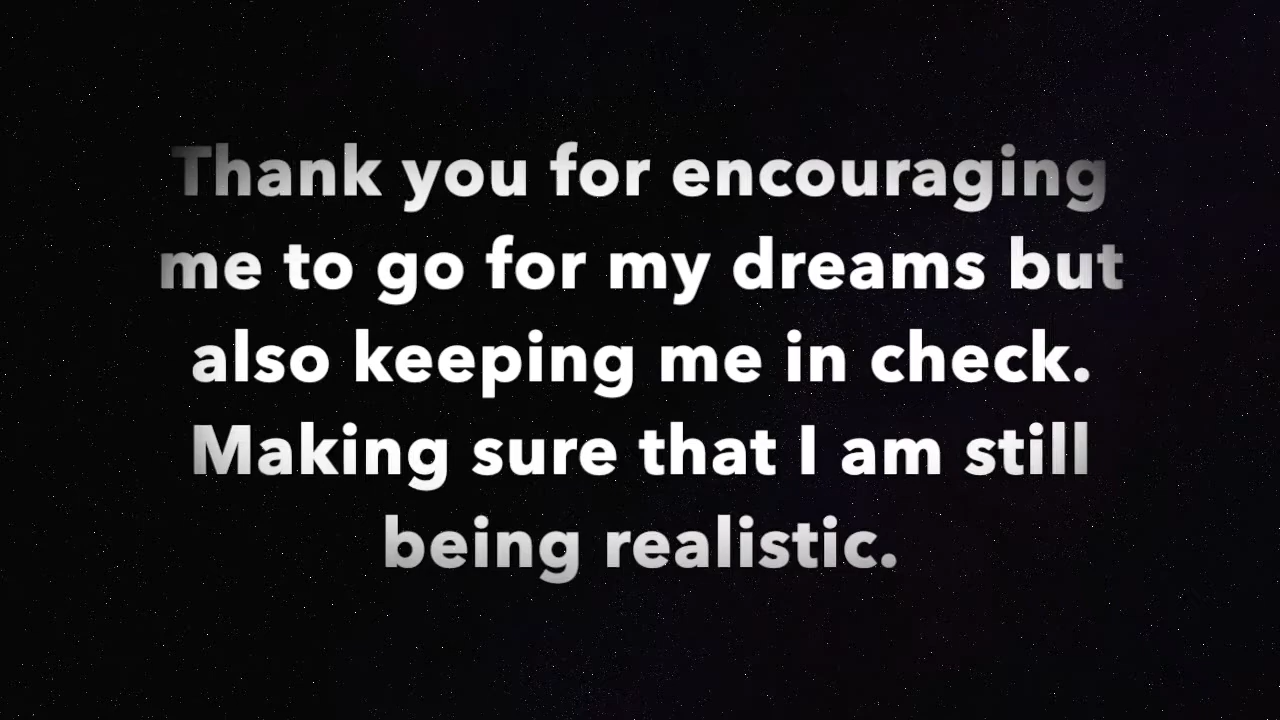 Thank you for encouraging
me to go for my dreams but
also keeping me in check.
Making sure that I am still
being realistic.